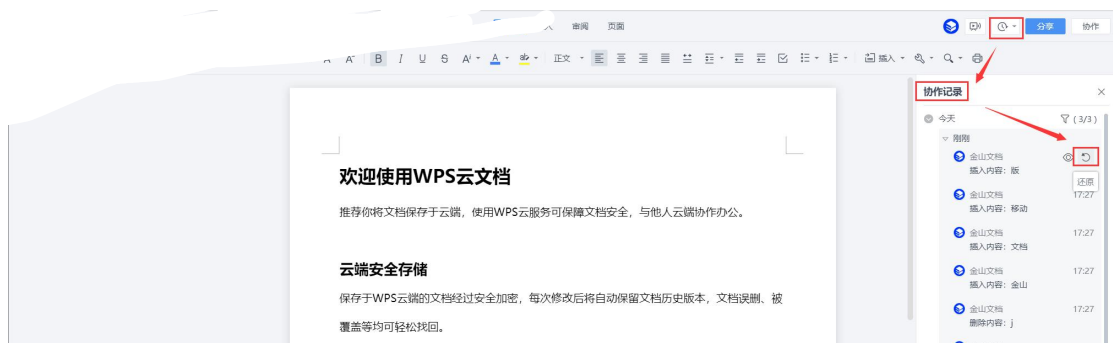 审阅 页面
分享 协作
A A⁻ B I U S A A 正文 插入
协作记录
今天 (3/3)
刚刚
金山文档
插入内容：版
还原
金山文档 17:27
插入内容：移动
金山文档 17:27
插入内容：文档
金山文档 17:27
插入内容：金山
金山文档 17:27
删除内容：j
欢迎使用WPS云文档
推荐你将文档保存于云端，使用WPS云服务可保障文档安全，与他人云端协作办公。
云端安全存储
保存于WPS云端的文档经过安全加密，每次修改后将自动保留文档历史版本，文档误删、被
覆盖等均可轻松找回。